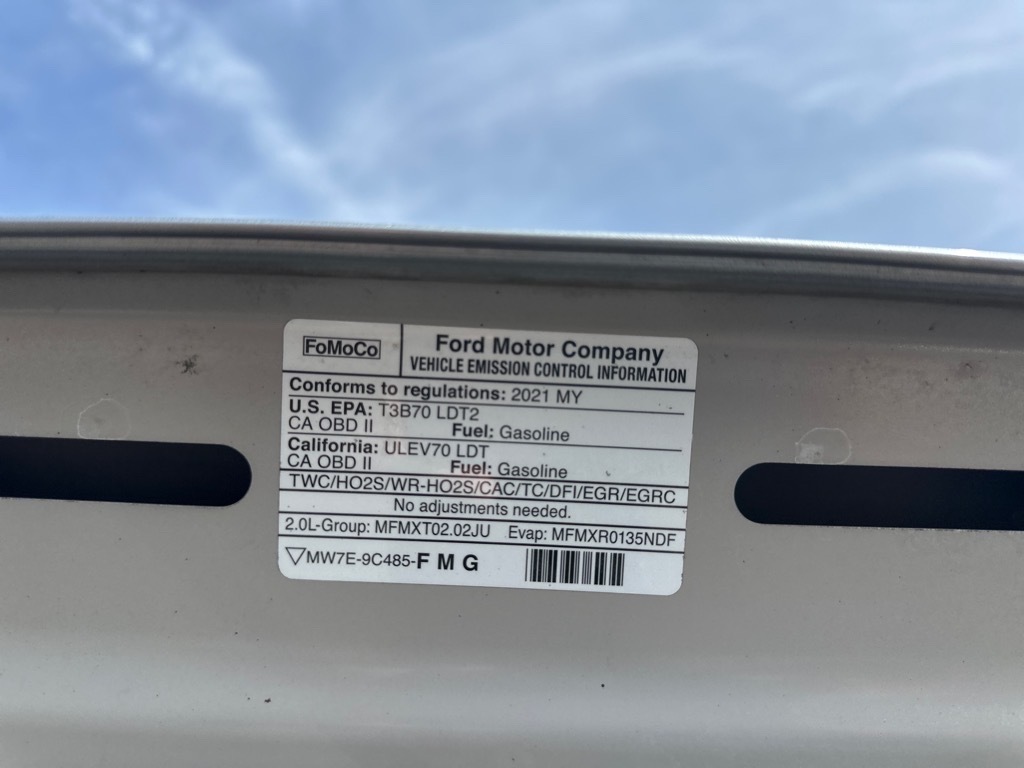 FoMoCo
Ford Motor Company
VEHICLE EMISSION CONTROL INFORMATION
Conforms to regulations: 2021 MY
U.S. EPA: T3B70 LDT2
CA OBD II Fuel: Gasoline
California: ULEV70 LDT
CA OBD II Fuel: Gasoline
TWC/HO2S/WR-HO2S/CAC/TC/DFI/EGR/EGRC
No adjustments needed.
2.0L-Group: MFMXT02.02JU Evap: MFMXR0135NDF
▽MW7E-9C485-F M G